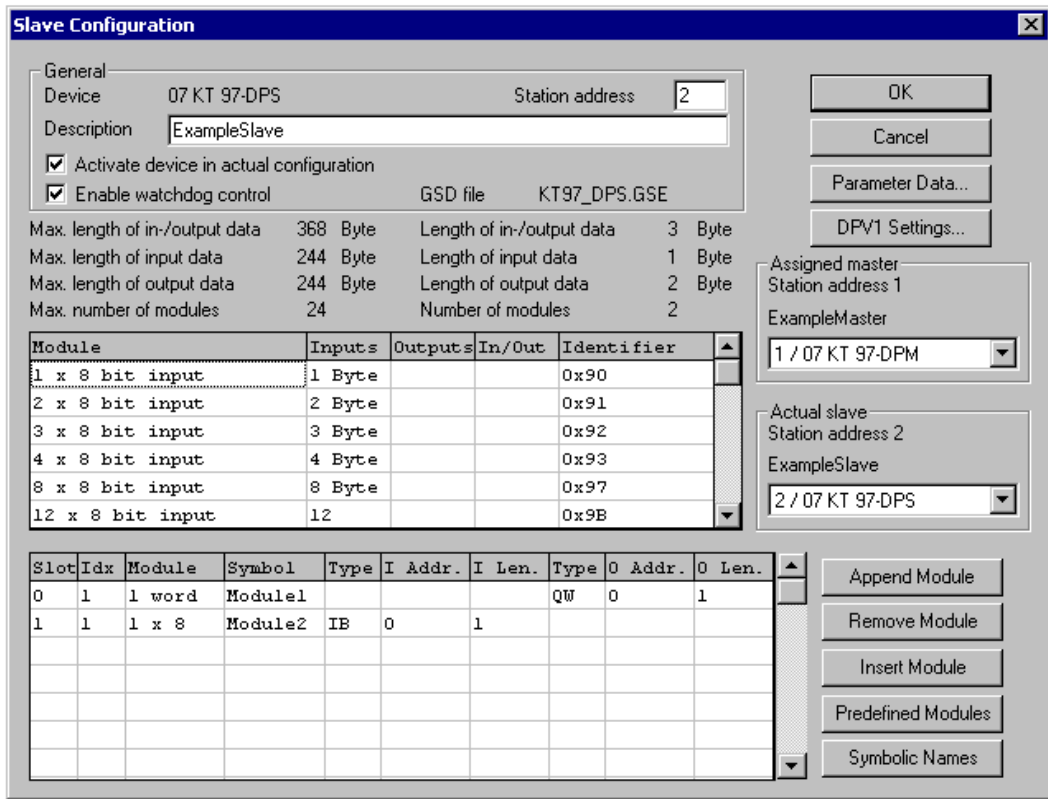 Slave Configuration
General
Device 07 KT 97-DPS Station address 2
Description ExampleSlave
Activate device in actual configuration
Enable watchdog control GSD file KT97_DPS.GSE
Max. length of in-/output data 368 Byte Length of in-/output data 3 Byte
Max. length of input data 244 Byte Length of input data 1 Byte
Max. length of output data 244 Byte Length of output data 2 Byte
Max. number of modules 24 Number of modules 2
Module Inputs Outputs In/Out Identifier
1 x 8 bit input 1 Byte 0x90
2 x 8 bit input 2 Byte 0x91
3 x 8 bit input 3 Byte 0x92
4 x 8 bit input 4 Byte 0x93
8 x 8 bit input 8 Byte 0x97
12 x 8 bit input 12 0x9B
OK
Cancel
Parameter Data...
DPV1 Settings...
Assigned master
Station address 1
ExampleMaster
1 / 07 KT 97-DPM
Actual slave
Station address 2
ExampleSlave
2 / 07 KT 97-DPS
Slot Idx Module Symbol Type I Addr. I Len. Type O Addr. O Len.
0 1 1 word Module1 QW 0 1
1 1 1 x 8 Module2 IB 0 1
Append Module
Remove Module
Insert Module
Predefined Modules
Symbolic Names